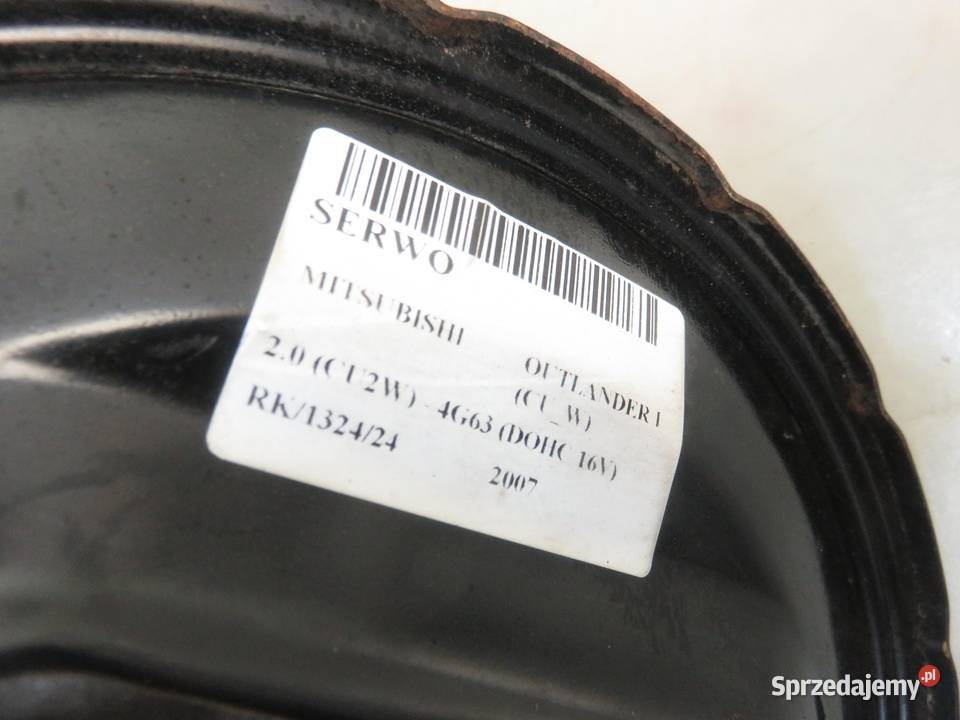 SERWO
MITSUBISHI OUTLANDER I
(CU_W)
2.0 (CU2W) 4G63 (DOHC 16V)
RK/1324/24 2007
Sprzedajemy.pl